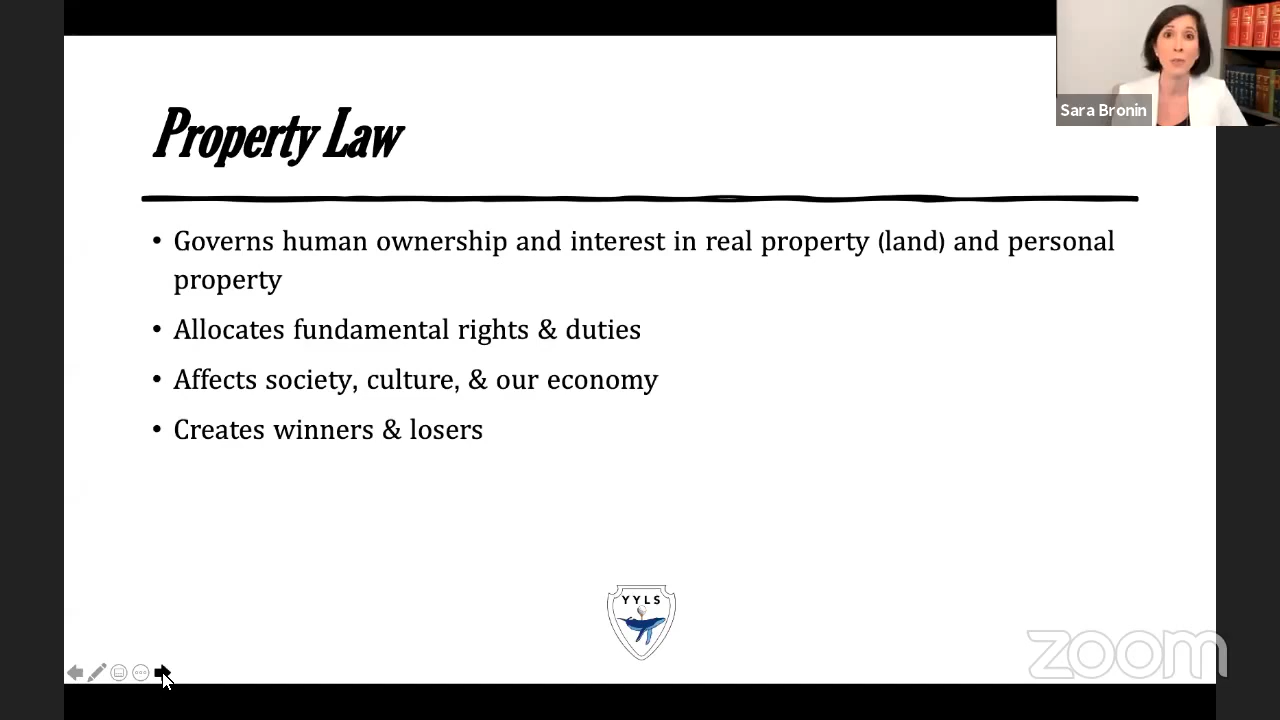 Sara Bronin
Property Law
• Governs human ownership and interest in real property (land) and personal
property
• Allocates fundamental rights & duties
• Affects society, culture, & our economy
• Creates winners & losers
YYLS
zoom